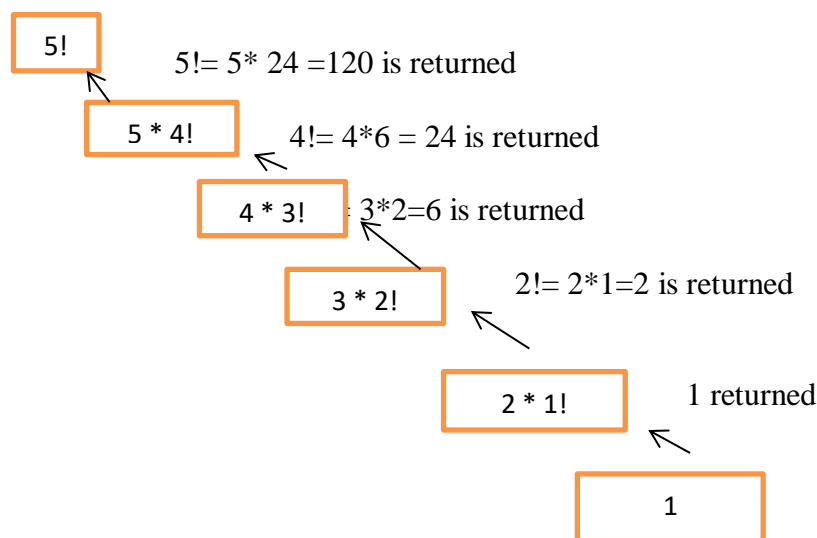 5!
5!= 5* 24 =120 is returned
5 * 4!
4!= 4*6 = 24 is returned
4 * 3!
= 3*2=6 is returned
3 * 2!
2!= 2*1=2 is returned
2 * 1!
1 returned
1